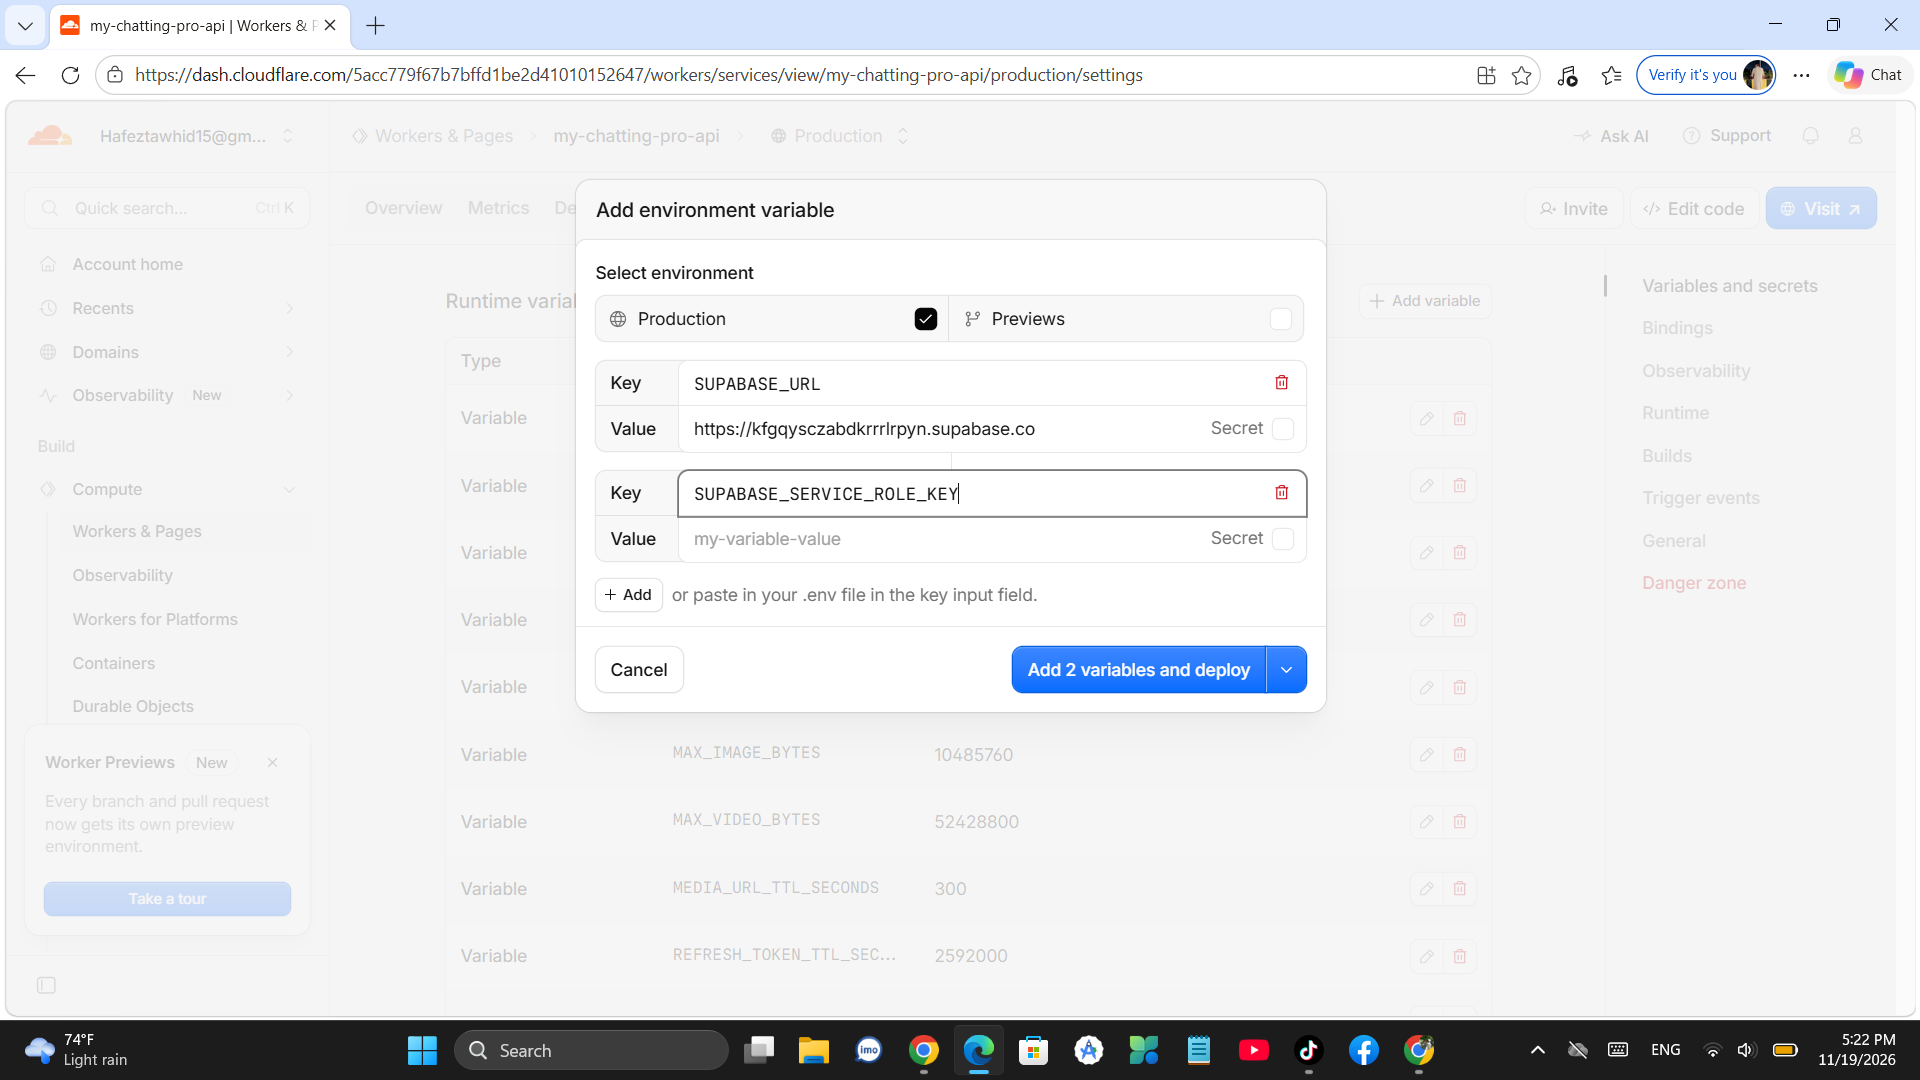 my-chatting-pro-api | Workers & P
https://dash.cloudflare.com/5acc779f67b7bffd1be2d41010152647/workers/services/view/my-chatting-pro-api/production/settings
Verify it's you
Chat
Hafeztawhid15@gm...
Workers & Pages
my-chatting-pro-api
Production
Ask AI
Support
Quick search...
Ctrl K
Overview
Metrics
De
Invite
</> Edit code
Visit
Account home
Recents
Domains
Observability New
Build
Compute
Workers & Pages
Observability
Workers for Platforms
Containers
Durable Objects
Worker Previews New
Every branch and pull request
now gets its own preview
environment.
Take a tour
Runtime varial
+ Add variable
Type
Variable
Variable
Variable
Variable
Variable
Variable MAX_IMAGE_BYTES 10485760
Variable MAX_VIDEO_BYTES 52428800
Variable MEDIA_URL_TTL_SECONDS 300
Variable REFRESH_TOKEN_TTL_SEC... 2592000
Add environment variable
Select environment
Production
Previews
Key SUPABASE_URL
Value https://kfgqysczabdkrrrlrpyn.supabase.co Secret
Key SUPABASE_SERVICE_ROLE_KEY
Value my-variable-value Secret
+ Add or paste in your .env file in the key input field.
Cancel
Add 2 variables and deploy
Variables and secrets
Bindings
Observability
Runtime
Builds
Trigger events
General
Danger zone
74°F
Light rain
Search
imo
ENG
5:22 PM
11/19/2026